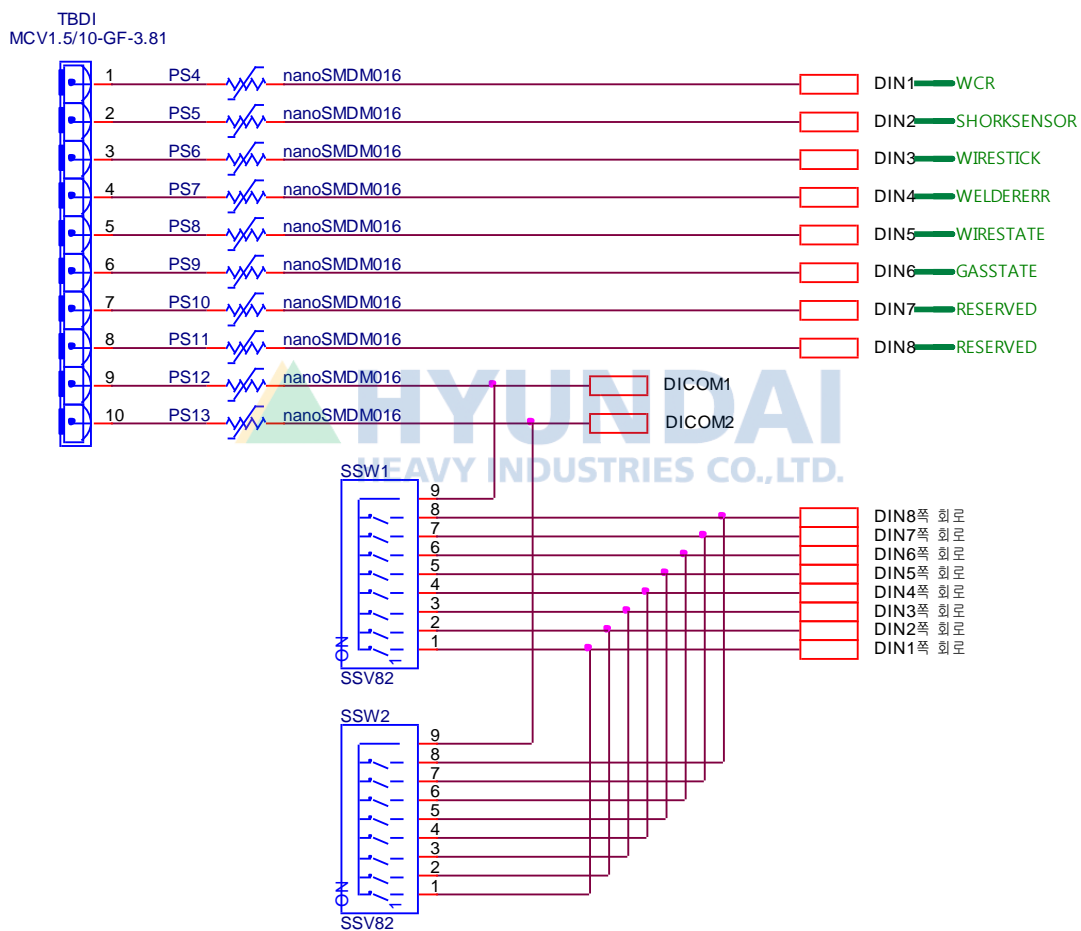 TBDI
MCV1.5/10-GF-3.81
1 PS4 nanoSMDM016 DIN1 WCR
2 PS5 nanoSMDM016 DIN2 SHORKSENSOR
3 PS6 nanoSMDM016 DIN3 WIRESTICK
4 PS7 nanoSMDM016 DIN4 WELDERERR
5 PS8 nanoSMDM016 DIN5 WIRESTATE
6 PS9 nanoSMDM016 DIN6 GASSTATE
7 PS10 nanoSMDM016 DIN7 RESERVED
8 PS11 nanoSMDM016 DIN8 RESERVED
9 PS12 nanoSMDM016 DICOM1
10 PS13 nanoSMDM016 DICOM2
HYUNDAI
HEAVY INDUSTRIES CO.,LTD.
SSW1
9
8 DIN8쪽 회로
7 DIN7쪽 회로
6 DIN6쪽 회로
5 DIN5쪽 회로
4 DIN4쪽 회로
3 DIN3쪽 회로
2 DIN2쪽 회로
1 DIN1쪽 회로
ON 1
SSV82
SSW2
9
8
7
6
5
4
3
2
1
ON 1
SSV82